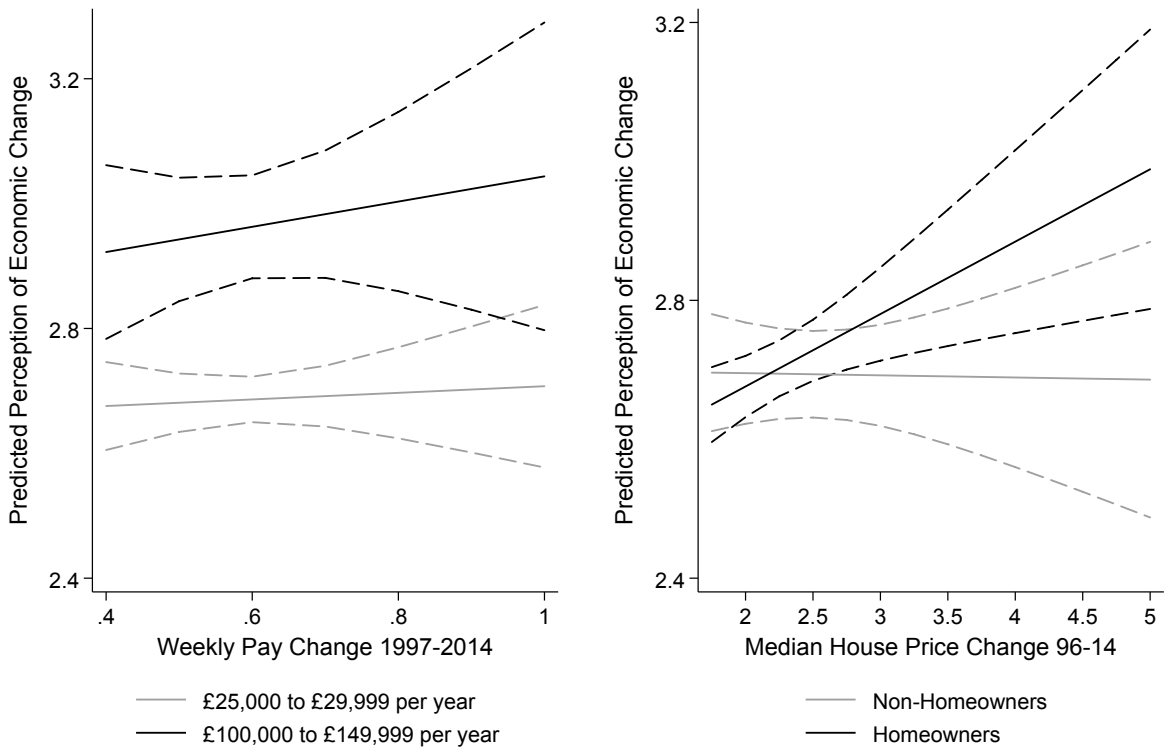 Predicted Perception of Economic Change
3.2
2.8
2.4
.4 .6 .8 1
Weekly Pay Change 1997-2014
£25,000 to £29,999 per year
£100,000 to £149,999 per year
Predicted Perception of Economic Change
3.2
2.8
2.4
2 2.5 3 3.5 4 4.5 5
Median House Price Change 96-14
Non-Homeowners
Homeowners